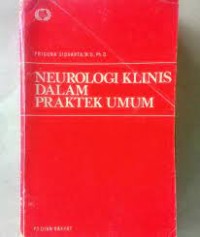 NEUROLOGI KLINIS
DALAM
PRAKTEK UMUM